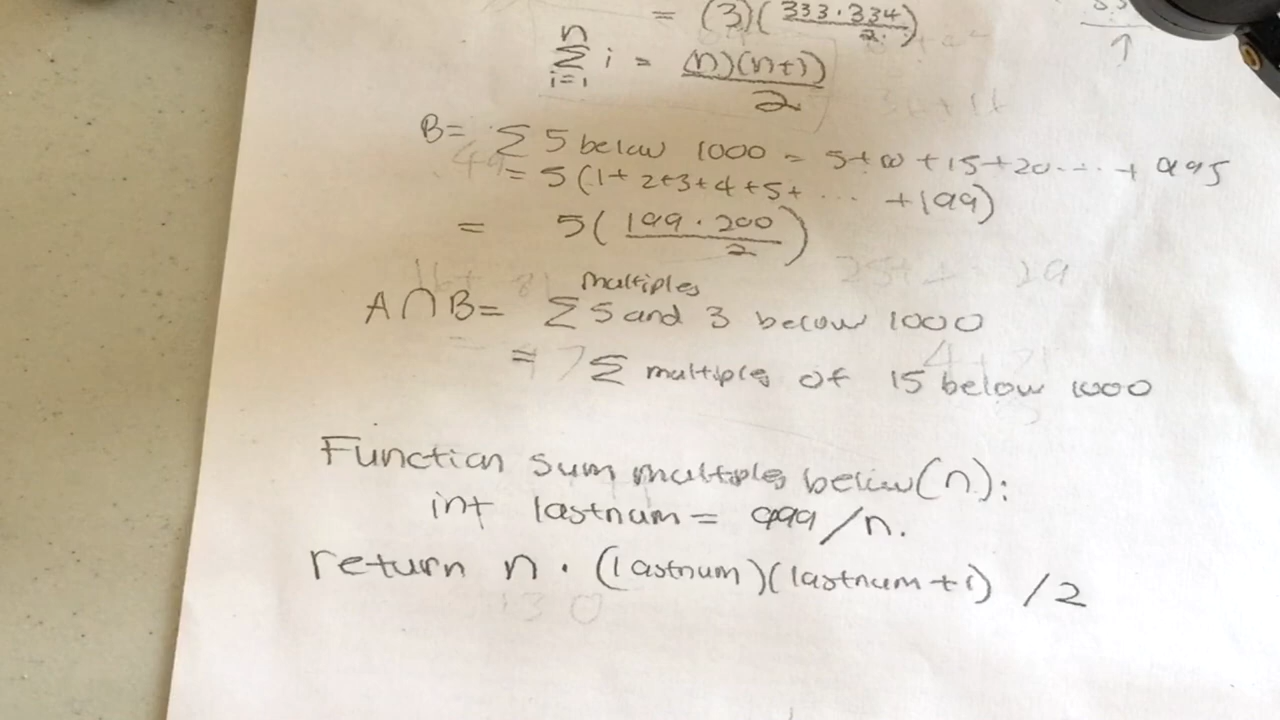 = (3)(333·334/2)
n
Σ i = (n)(n+1)/2
i=1
B= Σ 5 below 1000 = 5+10+15+20....+ 995
= 5(1+2+3+4+5+ ... +199)
= 5(199·200/2)
multiples
A∩B= Σ 5 and 3 below 1000
= Σ multiples of 15 below 1000
Function sum multiples below(n):
int lastnum = 999/n.
return n·(lastnum)(lastnum+1) /2